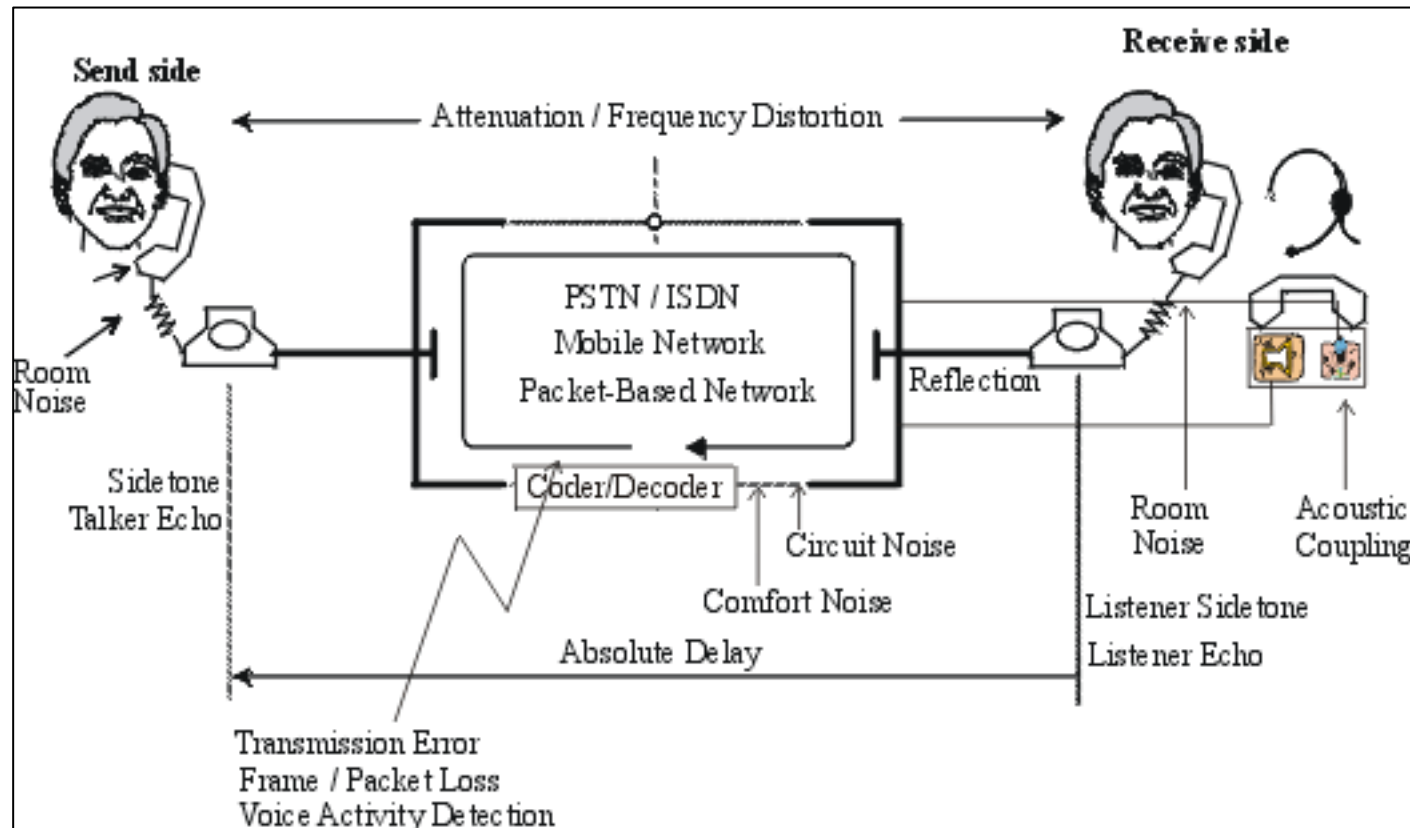 Send side
Receive side
Attenuation / Frequency Distortion
PSTN / ISDN
Mobile Network
Packet-Based Network
Reflection
Room
Noise
Coder/Decoder
Sidetone
Talker Echo
Circuit Noise
Comfort Noise
Room
Noise
Acoustic
Coupling
Listener Sidetone
Listener Echo
Absolute Delay
Transmission Error
Frame / Packet Loss
Voice Activity Detection